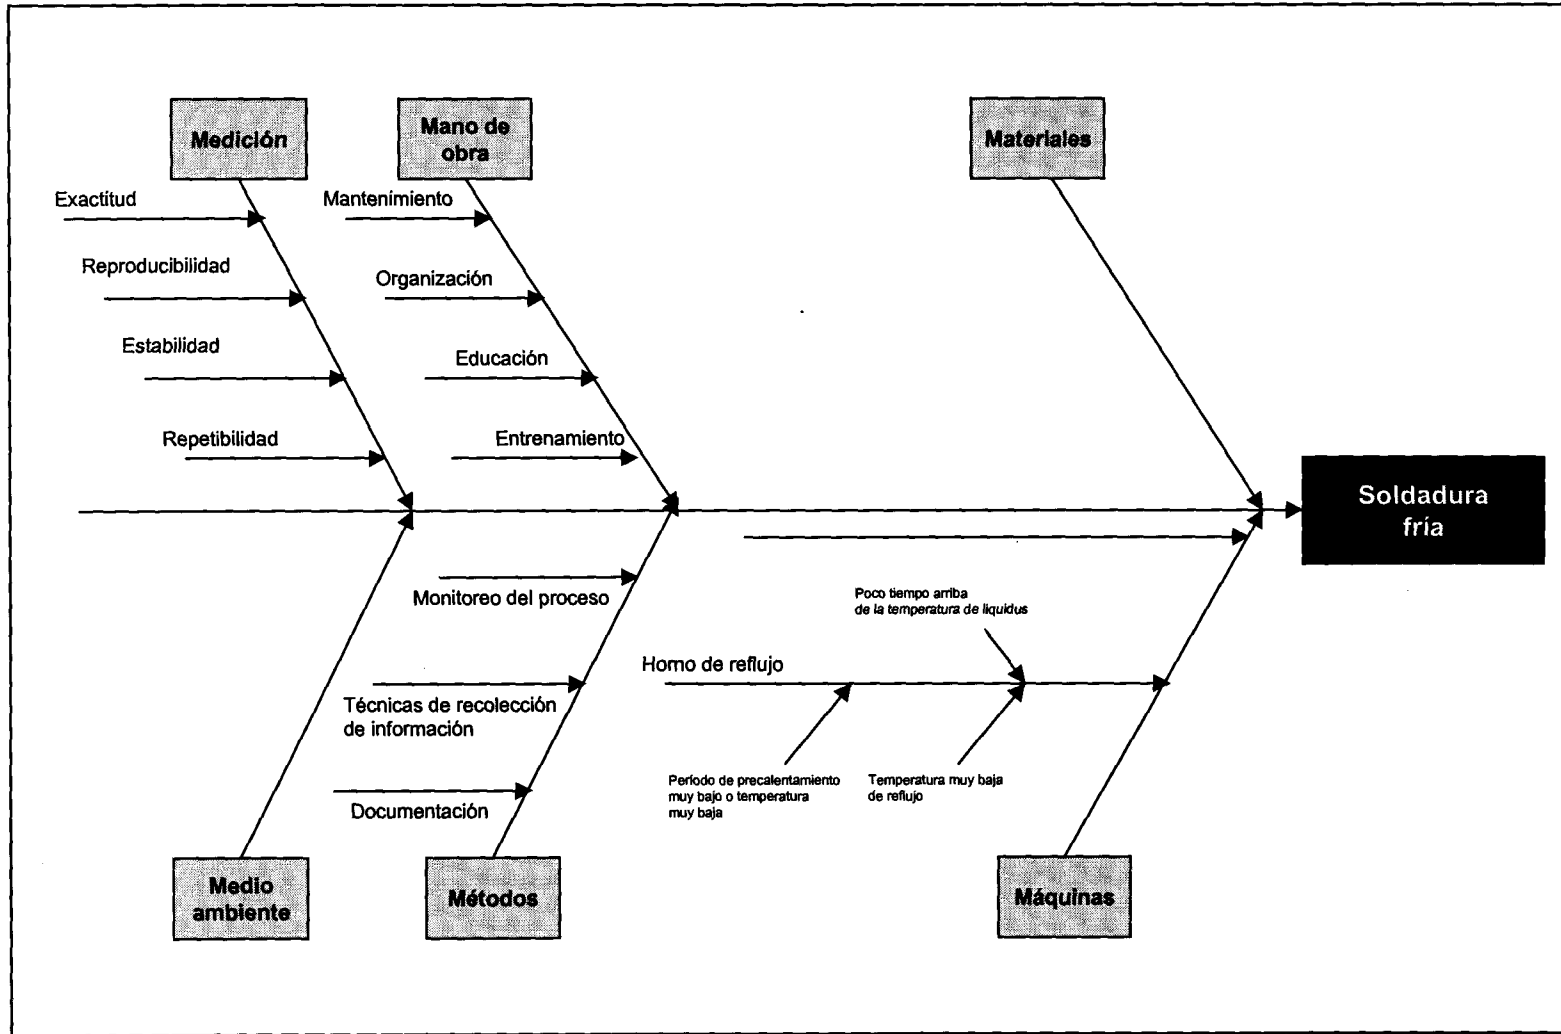 Medición
Mano de
obra
Materiales
Exactitud
Mantenimiento
Reproducibilidad
Organización
Estabilidad
Educación
Repetibilidad
Entrenamiento
Soldadura
fría
Monitoreo del proceso
Poco tiempo arriba
de la temperatura de liquidus
Horno de reflujo
Técnicas de recolección
de información
Período de precalentamiento
muy bajo o temperatura
muy baja
Temperatura muy baja
de reflujo
Documentación
Medio
ambiente
Métodos
Máquinas